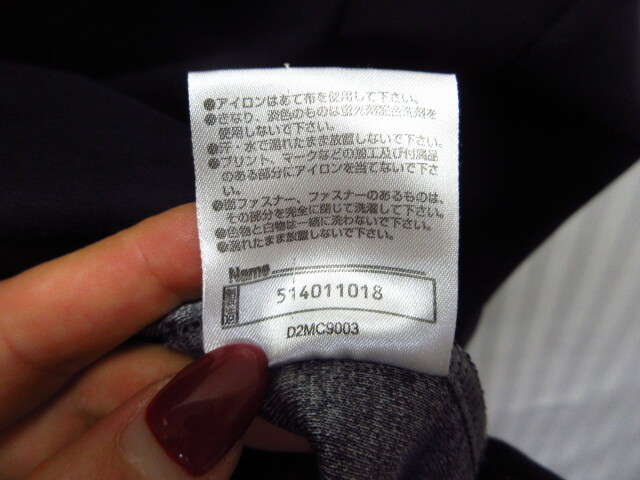 ●アイロンはあて布を使用して下さい。
●生なり、淡色のものは蛍光剤配合洗剤を
使用しないで下さい。
●汗・水で濡れたまま放置しないで下さい。
●プリント、マークなどの加工及び付属品
のある部分にアイロンを当てないで下さ
い。
●面ファスナー、ファスナーのあるものは、
その部分を完全に閉じて洗濯して下さい。
●色物と白物は一緒に洗わないで下さい。
●濡れたまま放置しないで下さい。
Name
製造 514011018
D2MC9003